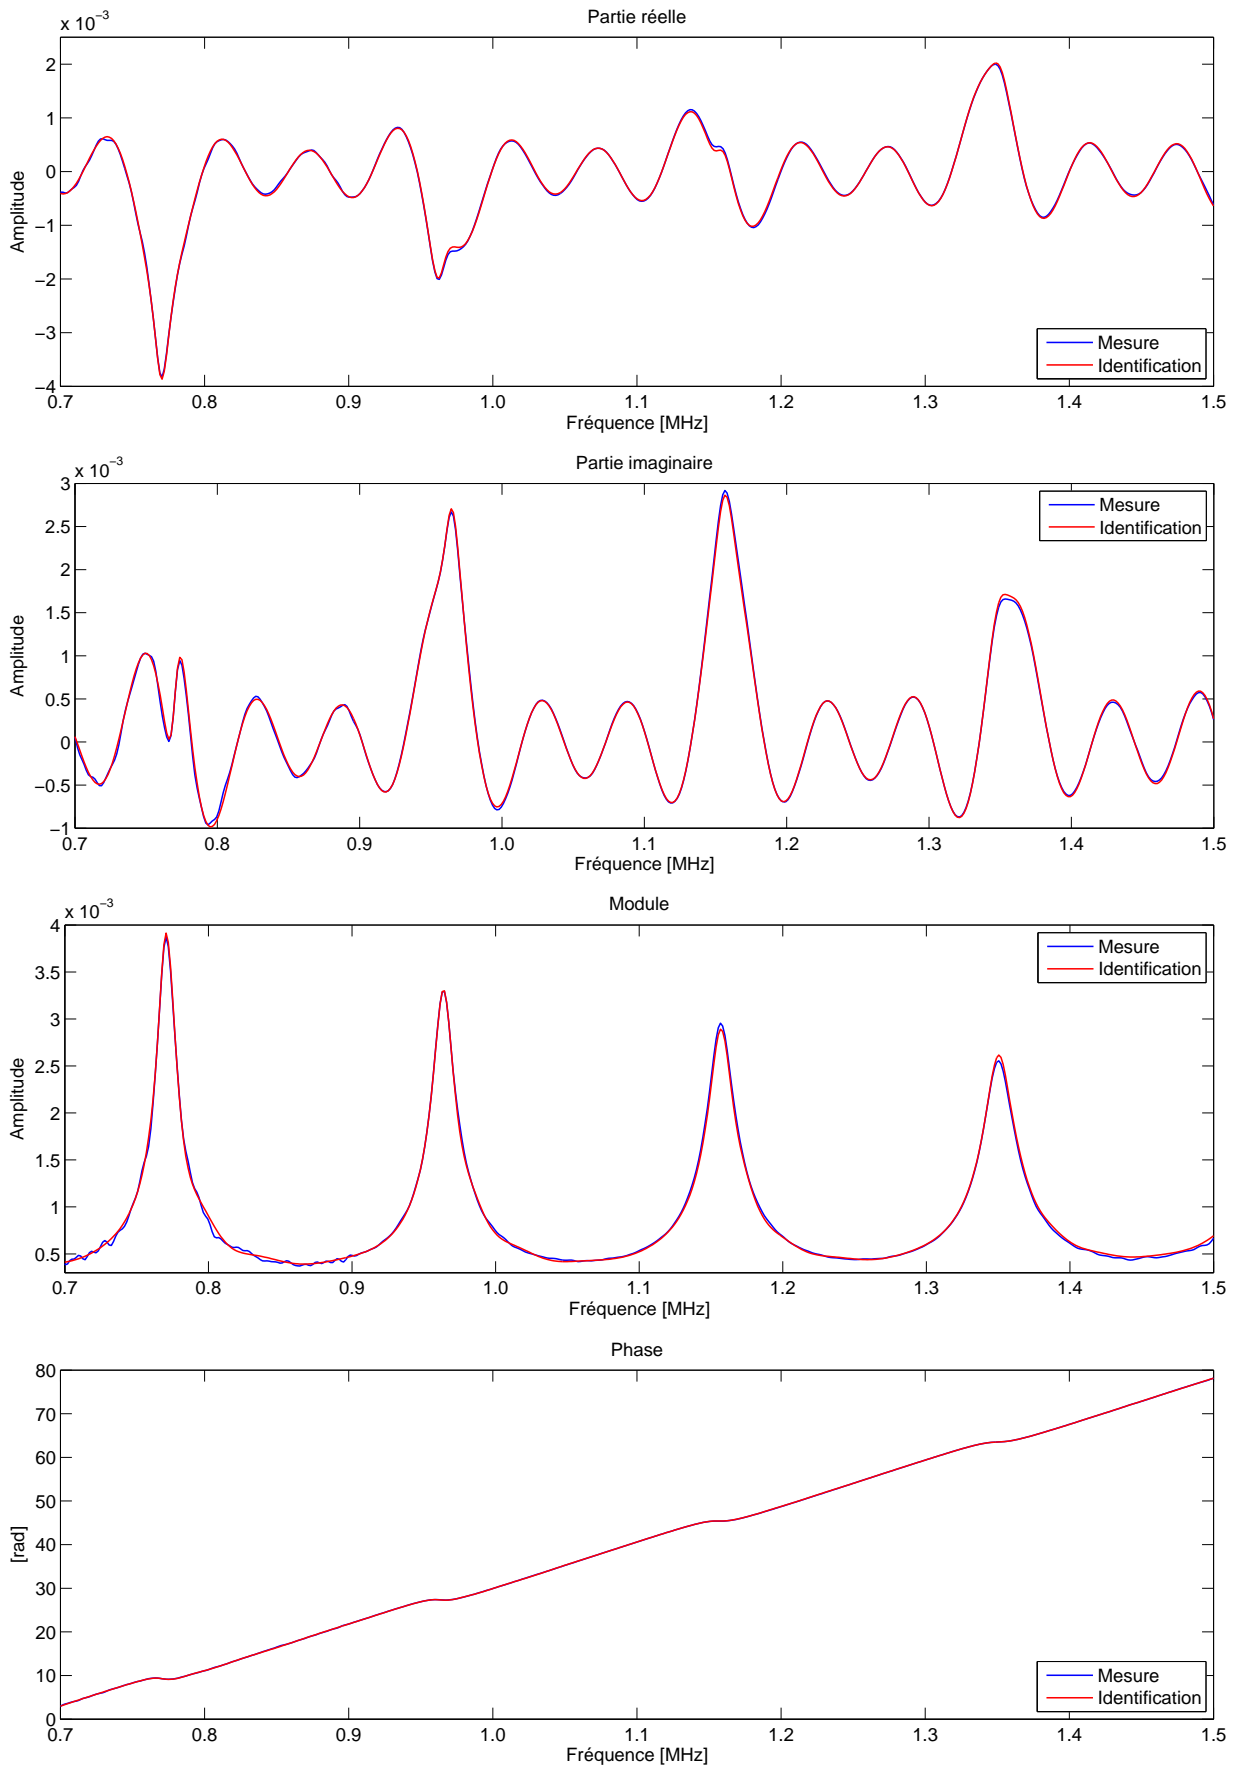 Partie réelle
x 10⁻³
2
1
0
−1
−2
−3
−4
Amplitude
Mesure
Identification
0.7 0.8 0.9 1.0 1.1 1.2 1.3 1.4 1.5
Fréquence [MHz]
Partie imaginaire
x 10⁻³
3
2.5
2
1.5
1
0.5
0
−0.5
−1
Amplitude
Mesure
Identification
0.7 0.8 0.9 1.0 1.1 1.2 1.3 1.4 1.5
Fréquence [MHz]
Module
x 10⁻³
4
3.5
3
2.5
2
1.5
1
0.5
Amplitude
Mesure
Identification
0.7 0.8 0.9 1.0 1.1 1.2 1.3 1.4 1.5
Fréquence [MHz]
Phase
80
70
60
50
40
30
20
10
0
[rad]
Mesure
Identification
0.7 0.8 0.9 1.0 1.1 1.2 1.3 1.4 1.5
Fréquence [MHz]